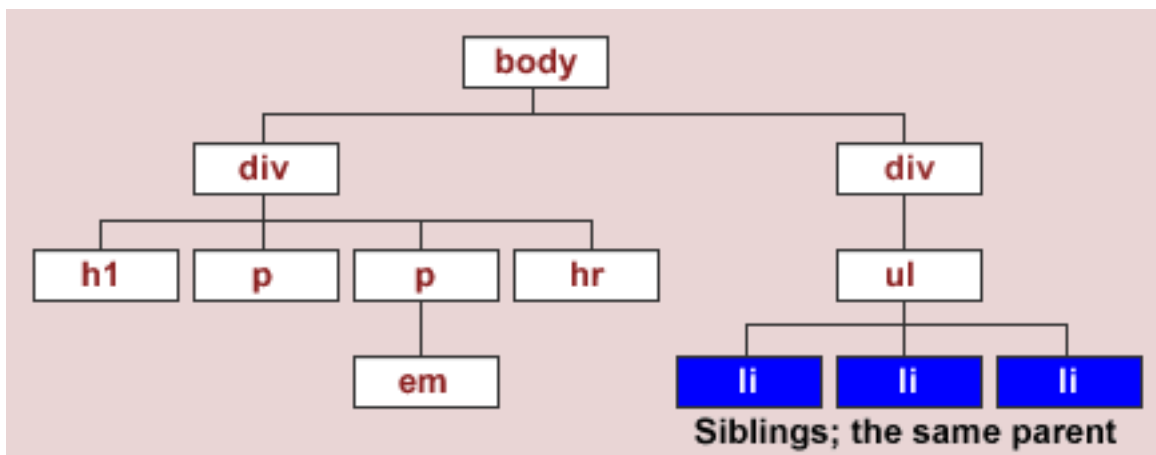 body
div div
h1 p p hr ul
em li li li
Siblings; the same parent